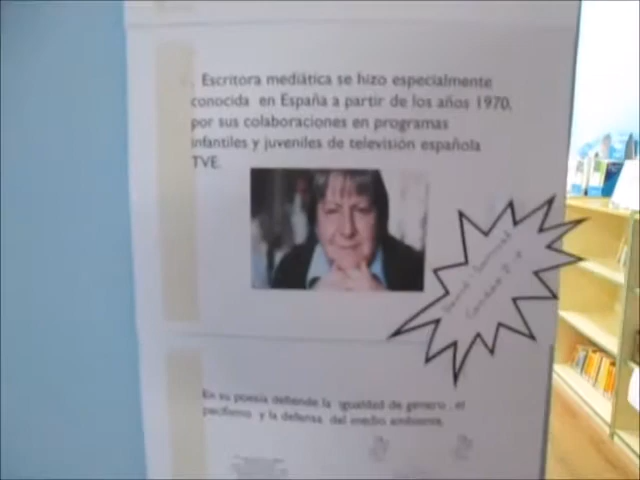 Escritora mediática se hizo especialmente
conocida en España a partir de los años 1970,
por sus colaboraciones en programas
infantiles y juveniles de televisión española
TVE.
En su poesía defiende la igualdad de género, el
pacifismo y la defensa del medio ambiente.